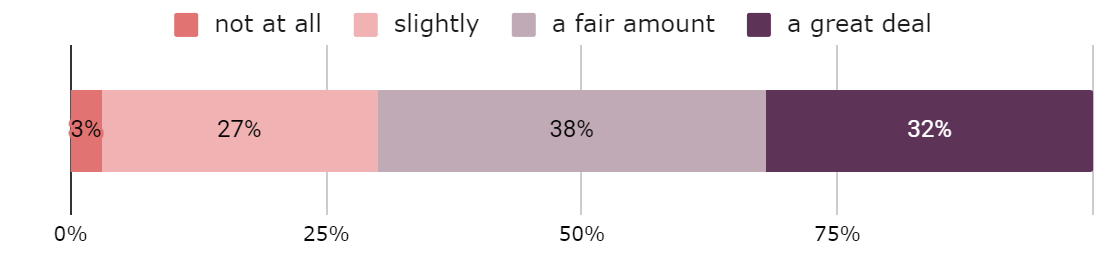 not at all slightly a fair amount a great deal
3% 27% 38% 32%
0% 25% 50% 75%